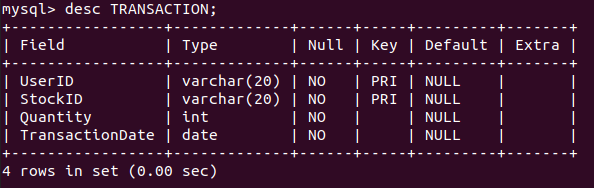 mysql> desc TRANSACTION;
+-----------------+-------------+------+-----+---------+-------+
| Field           | Type        | Null | Key | Default | Extra |
+-----------------+-------------+------+-----+---------+-------+
| UserID          | varchar(20) | NO   | PRI | NULL    |       |
| StockID         | varchar(20) | NO   | PRI | NULL    |       |
| Quantity        | int         | NO   |     | NULL    |       |
| TransactionDate | date        | NO   |     | NULL    |       |
+-----------------+-------------+------+-----+---------+-------+
4 rows in set (0.00 sec)